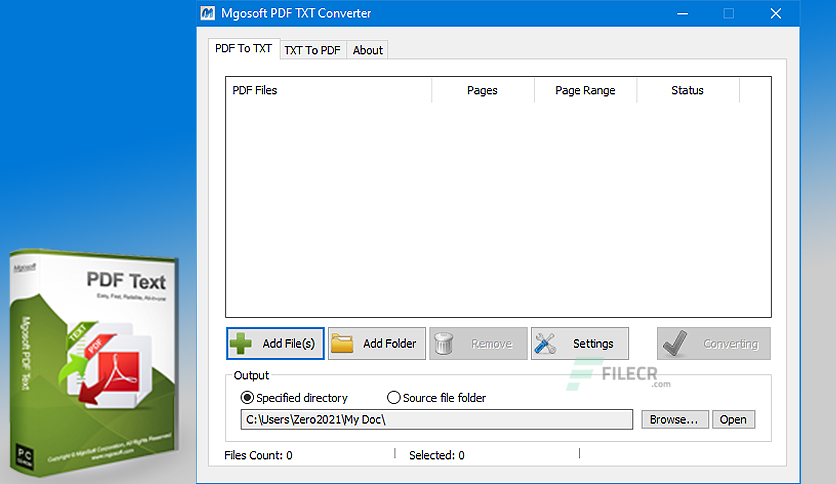 Mgosoft PDF TXT Converter
PDF To TXT TXT To PDF About
PDF Files Pages Page Range Status
Add File(s) Add Folder Remove Settings Converting
FILECR
.com
Output
Specified directory Source file folder
C:\Users\Zero2021\My Doc\ Browse... Open
Files Count: 0 Selected: 0
Mgosoft
PDF Text
Easy, Fast, Reliable, All-in-one
TEXT
PDF
Mgosoft PDF Text
PC
CD-ROM
Copyright © MgoSoft Corporation, All Rights Reserved
www.mgosoft.com